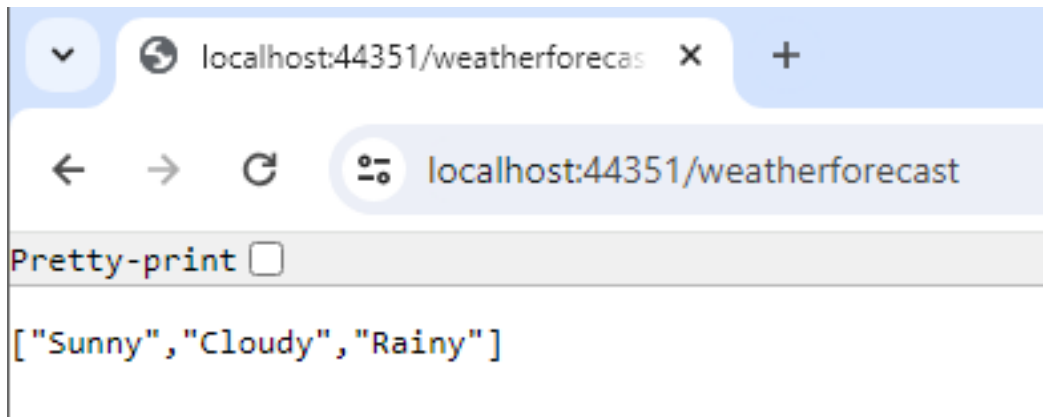 localhost:44351/weatherforecas
localhost:44351/weatherforecast
Pretty-print
["Sunny","Cloudy","Rainy"]